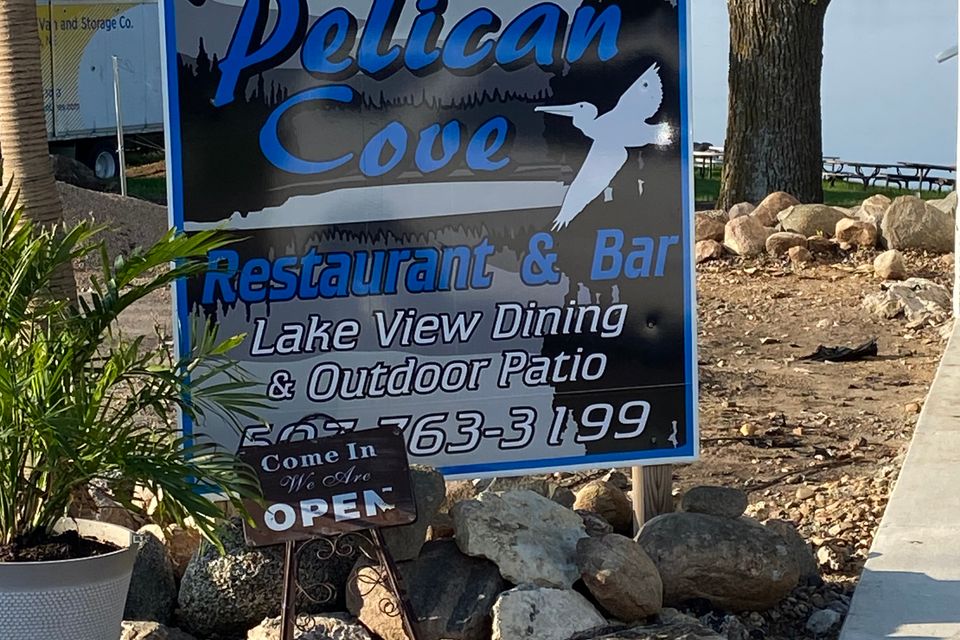 Van and Storage Co.
Pelican
Cove
Restaurant & Bar
Lake View Dining
& Outdoor Patio
507-763-3199
Come In
We Are
OPEN